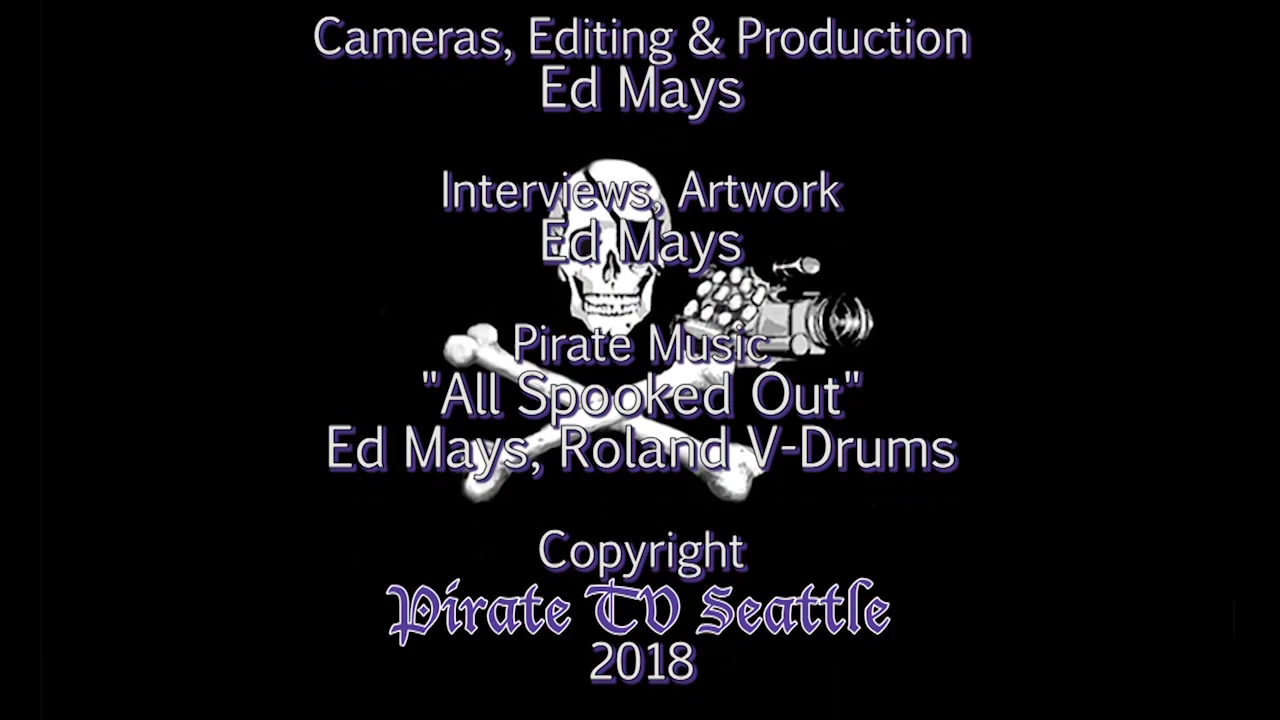 Cameras, Editing & Production
Ed Mays
Interviews, Artwork
Ed Mays
Pirate Music
"All Spooked Out"
Ed Mays, Roland V-Drums
Copyright
Pirate TV Seattle
2018